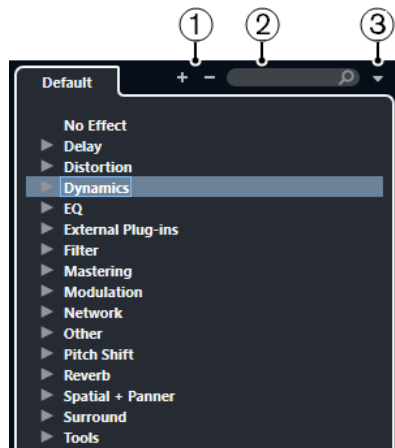 1 2 3
Default + −
No Effect
Delay
Distortion
Dynamics
EQ
External Plug-ins
Filter
Mastering
Modulation
Network
Other
Pitch Shift
Reverb
Spatial + Panner
Surround
Tools